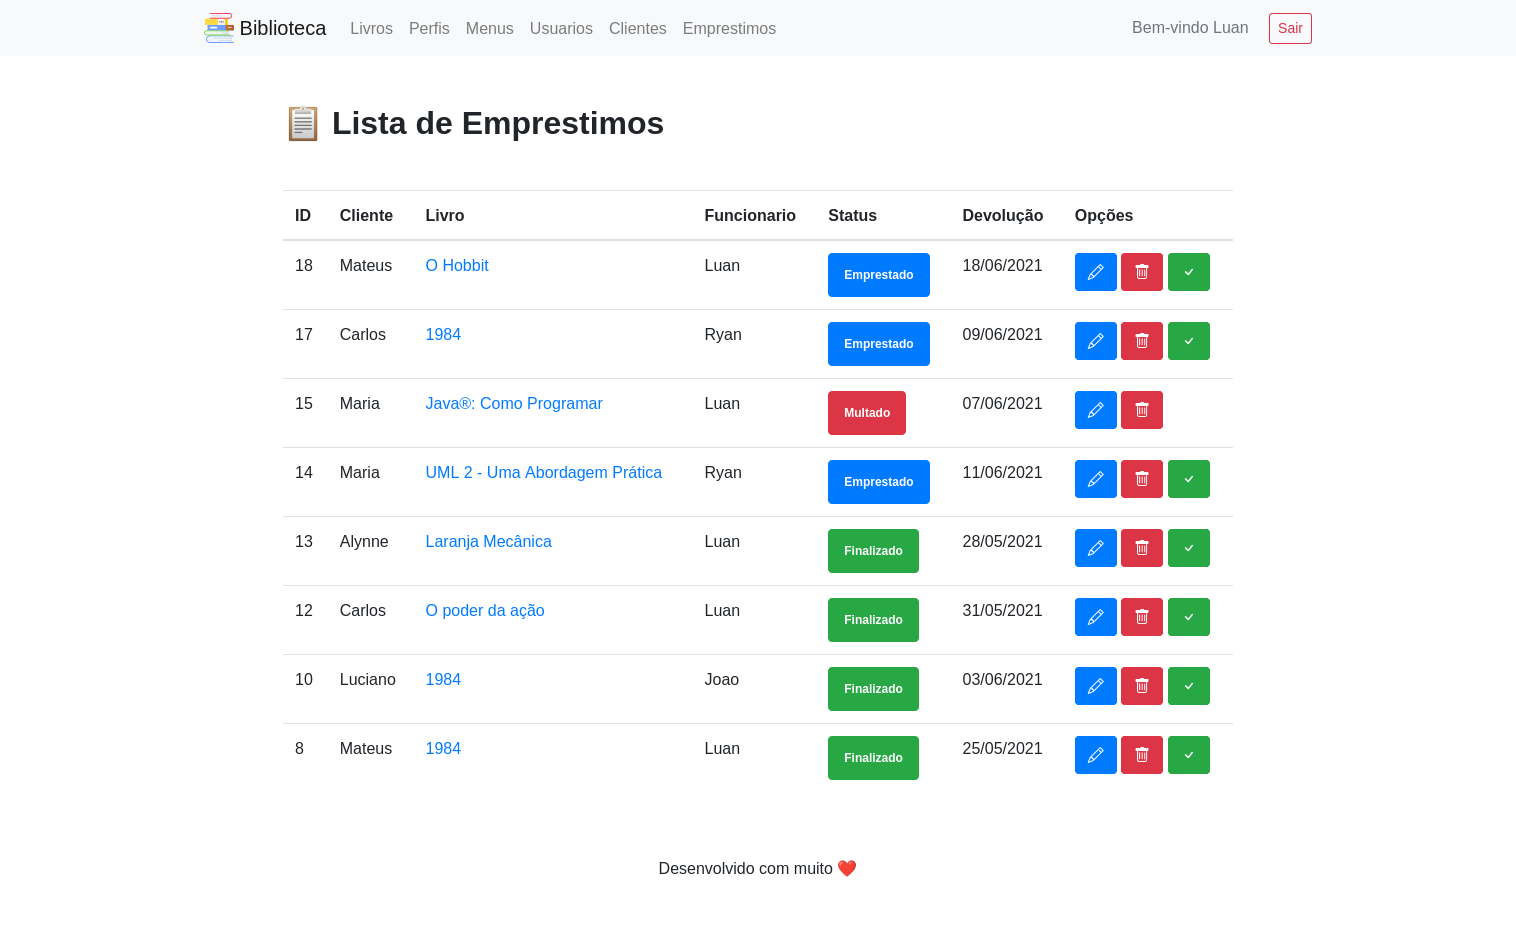 Biblioteca Livros Perfis Menus Usuarios Clientes Emprestimos Bem-vindo Luan Sair
📋 Lista de Emprestimos
ID Cliente Livro Funcionario Status Devolução Opções
18 Mateus O Hobbit Luan Emprestado 18/06/2021
17 Carlos 1984 Ryan Emprestado 09/06/2021
15 Maria Java®: Como Programar Luan Multado 07/06/2021
14 Maria UML 2 - Uma Abordagem Prática Ryan Emprestado 11/06/2021
13 Alynne Laranja Mecânica Luan Finalizado 28/05/2021
12 Carlos O poder da ação Luan Finalizado 31/05/2021
10 Luciano 1984 Joao Finalizado 03/06/2021
8 Mateus 1984 Luan Finalizado 25/05/2021
Desenvolvido com muito ❤️